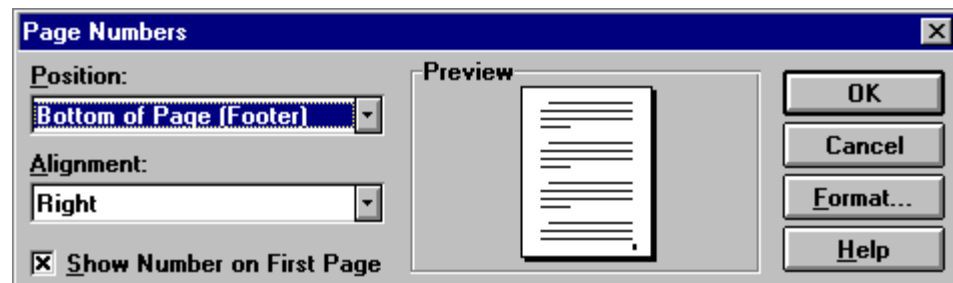 Page Numbers
Position:
Bottom of Page (Footer)
Alignment:
Right
Show Number on First Page
Preview
OK
Cancel
Format...
Help